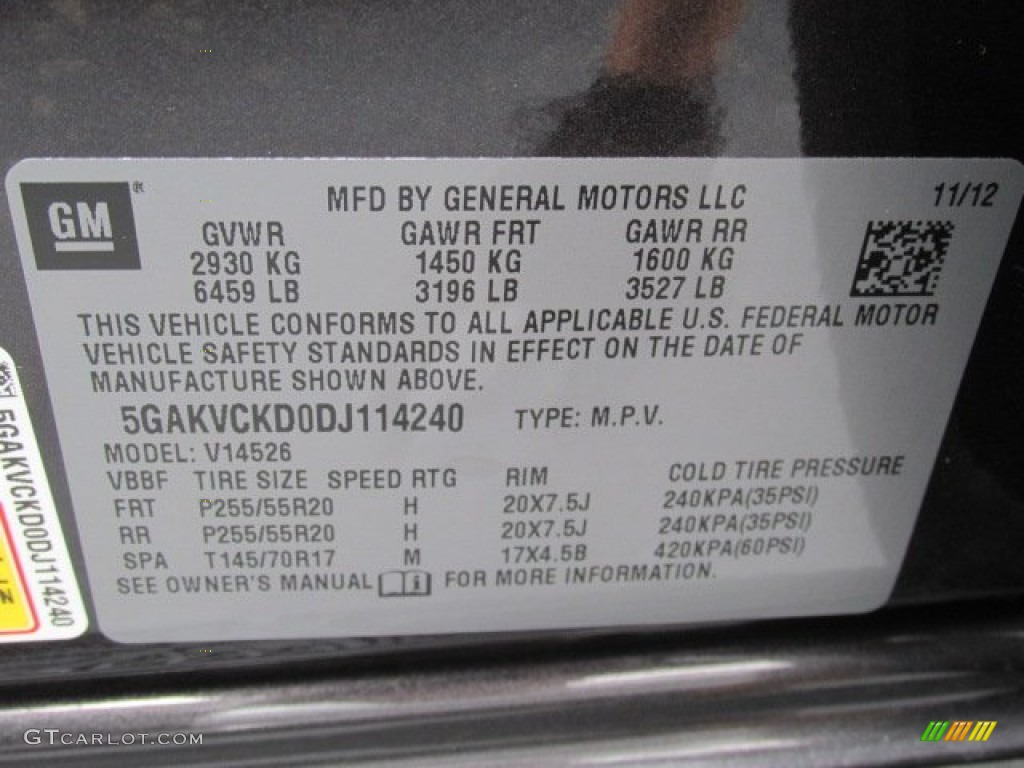 GM ® MFD BY GENERAL MOTORS LLC 11/12
GVWR GAWR FRT GAWR RR
2930 KG 1450 KG 1600 KG
6459 LB 3196 LB 3527 LB
THIS VEHICLE CONFORMS TO ALL APPLICABLE U.S. FEDERAL MOTOR
VEHICLE SAFETY STANDARDS IN EFFECT ON THE DATE OF
MANUFACTURE SHOWN ABOVE.
5GAKVCKD0DJ114240 TYPE: M.P.V.
MODEL: V14526
VBBF TIRE SIZE SPEED RTG RIM COLD TIRE PRESSURE
FRT P255/55R20 H 20X7.5J 240KPA(35PSI)
RR P255/55R20 H 20X7.5J 240KPA(35PSI)
SPA T145/70R17 M 17X4.5B 420KPA(60PSI)
SEE OWNER'S MANUAL FOR MORE INFORMATION.
5GAKVCKD0DJ114240
GTCARLOT.COM